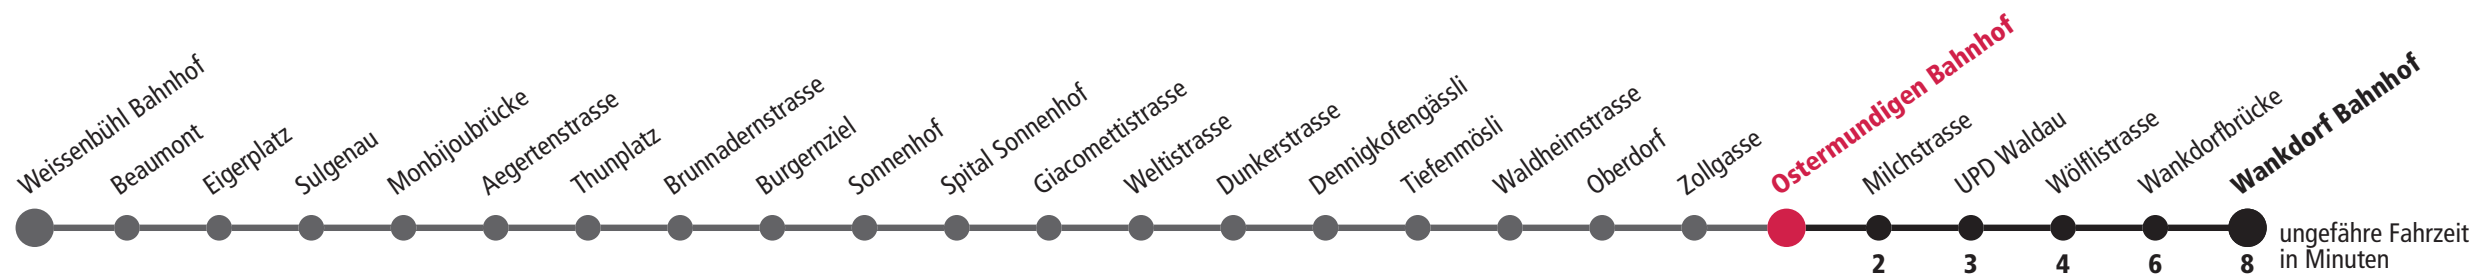 Weissenbühl Bahnhof
Beaumont
Eigerplatz
Sulgenau
Monbijoubrücke
Aegertenstrasse
Thunplatz
Brunnadernstrasse
Burgernziel
Sonnenhof
Spital Sonnenhof
Giacomettistrasse
Weltistrasse
Dunkerstrasse
Dennigkofengässli
Tiefenmösli
Waldheimstrasse
Oberdorf
Zollgasse
Ostermundigen Bahnhof
Milchstrasse
UPD Waldau
Wölflistrasse
Wankdorfbrücke
Wankdorf Bahnhof
2 3 4 6 8
ungefähre Fahrzeit
in Minuten